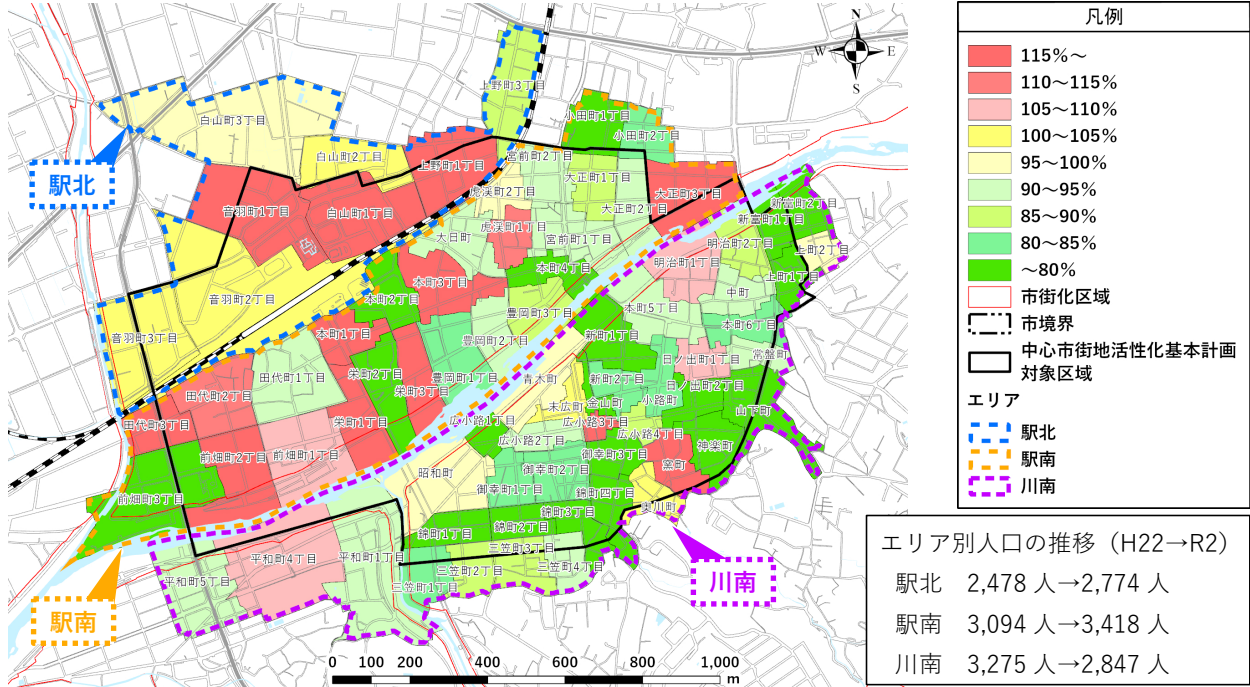 N
W E
S
上野町3丁目
小田町1丁目
小田町2丁目
白山町3丁目
白山町2丁目
上野町1丁目
宮前町2丁目
大正町1丁目
虎渓町2丁目
大正町3丁目
大正町2丁目
音羽町1丁目
白山町1丁目
虎渓町1丁目
大日町
宮前町1丁目
新富町2丁目
新富町1丁目
明治町2丁目
上町2丁目
明治町1丁目
本町4丁目
上町1丁目
本町3丁目
本町2丁目
中町
音羽町2丁目
豊岡町3丁目
本町5丁目
本町6丁目
音羽町3丁目
本町1丁目
豊岡町2丁目
新町1丁目
常盤町
日ノ出町1丁目
田代町1丁目
栄町2丁目
豊岡町1丁目
青木町
新町2丁目
日ノ出町2丁目
栄町3丁目
田代町2丁目
末広町
金山町
小路町
山下町
田代町3丁目
栄町1丁目
広小路1丁目
広小路3丁目
広小路2丁目
広小路4丁目
神楽町
前畑町2丁目
前畑町1丁目
御幸町3丁目
窯町
昭和町
御幸町2丁目
御幸町1丁目
錦町四丁目
前畑町3丁目
奥川町
錦町3丁目
錦町2丁目
錦町1丁目
平和町4丁目
平和町1丁目
三笠町3丁目
三笠町2丁目
三笠町4丁目
平和町5丁目
三笠町1丁目
駅北
駅南
川南
0 100 200 400 600 800 1,000
m
凡例
115%～
110～115%
105～110%
100～105%
95～100%
90～95%
85～90%
80～85%
～80%
市街化区域
市境界
中心市街地活性化基本計画
対象区域
エリア
駅北
駅南
川南
エリア別人口の推移（H22→R2）
駅北 2,478 人→2,774 人
駅南 3,094 人→3,418 人
川南 3,275 人→2,847 人